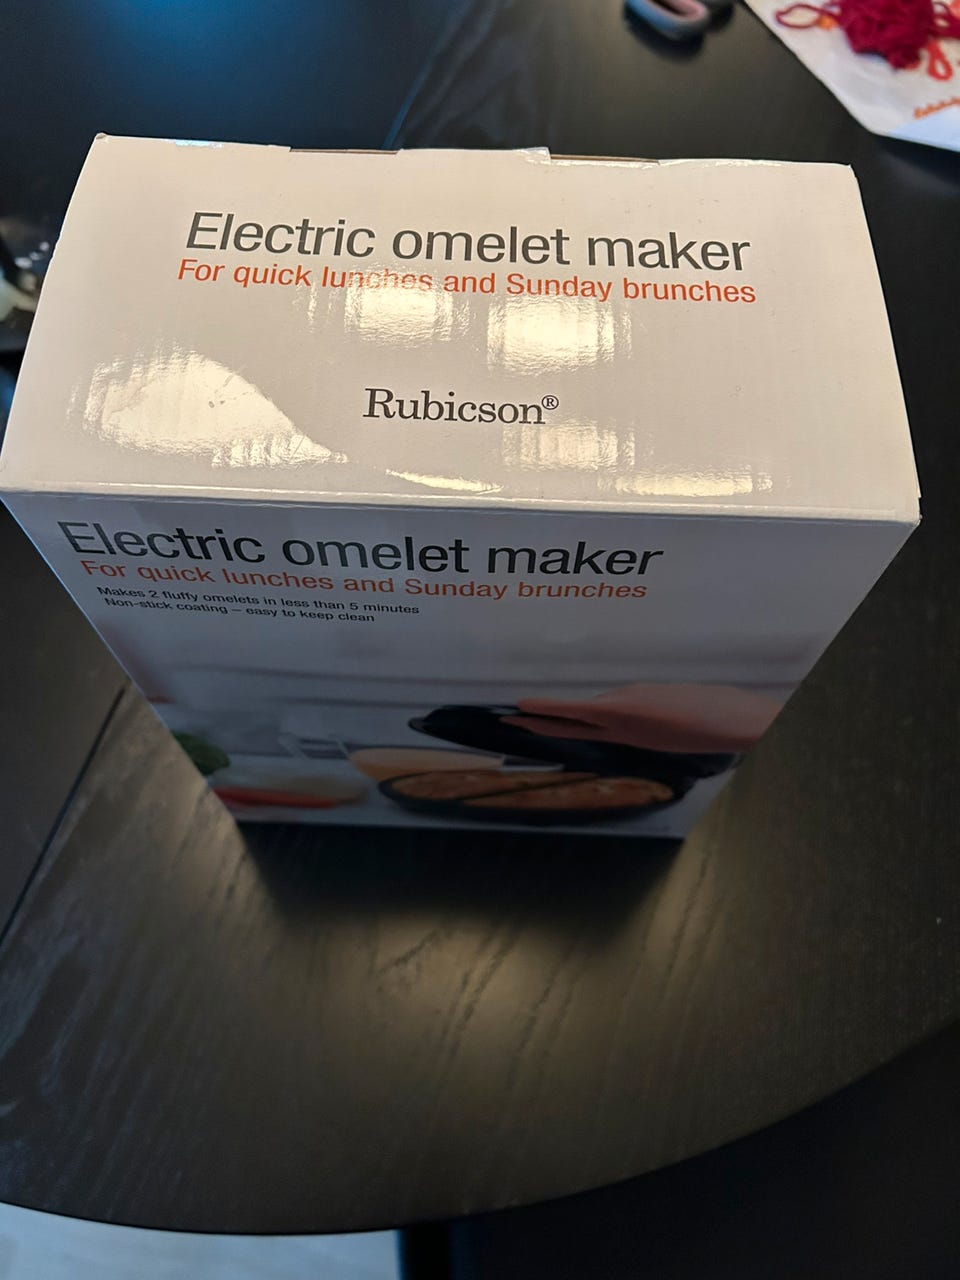 Electric omelet maker
For quick lunches and Sunday brunches
Rubicson®
Electric omelet maker
For quick lunches and Sunday brunches
Makes 2 fluffy omelets in less than 5 minutes
Non-stick coating – easy to keep clean